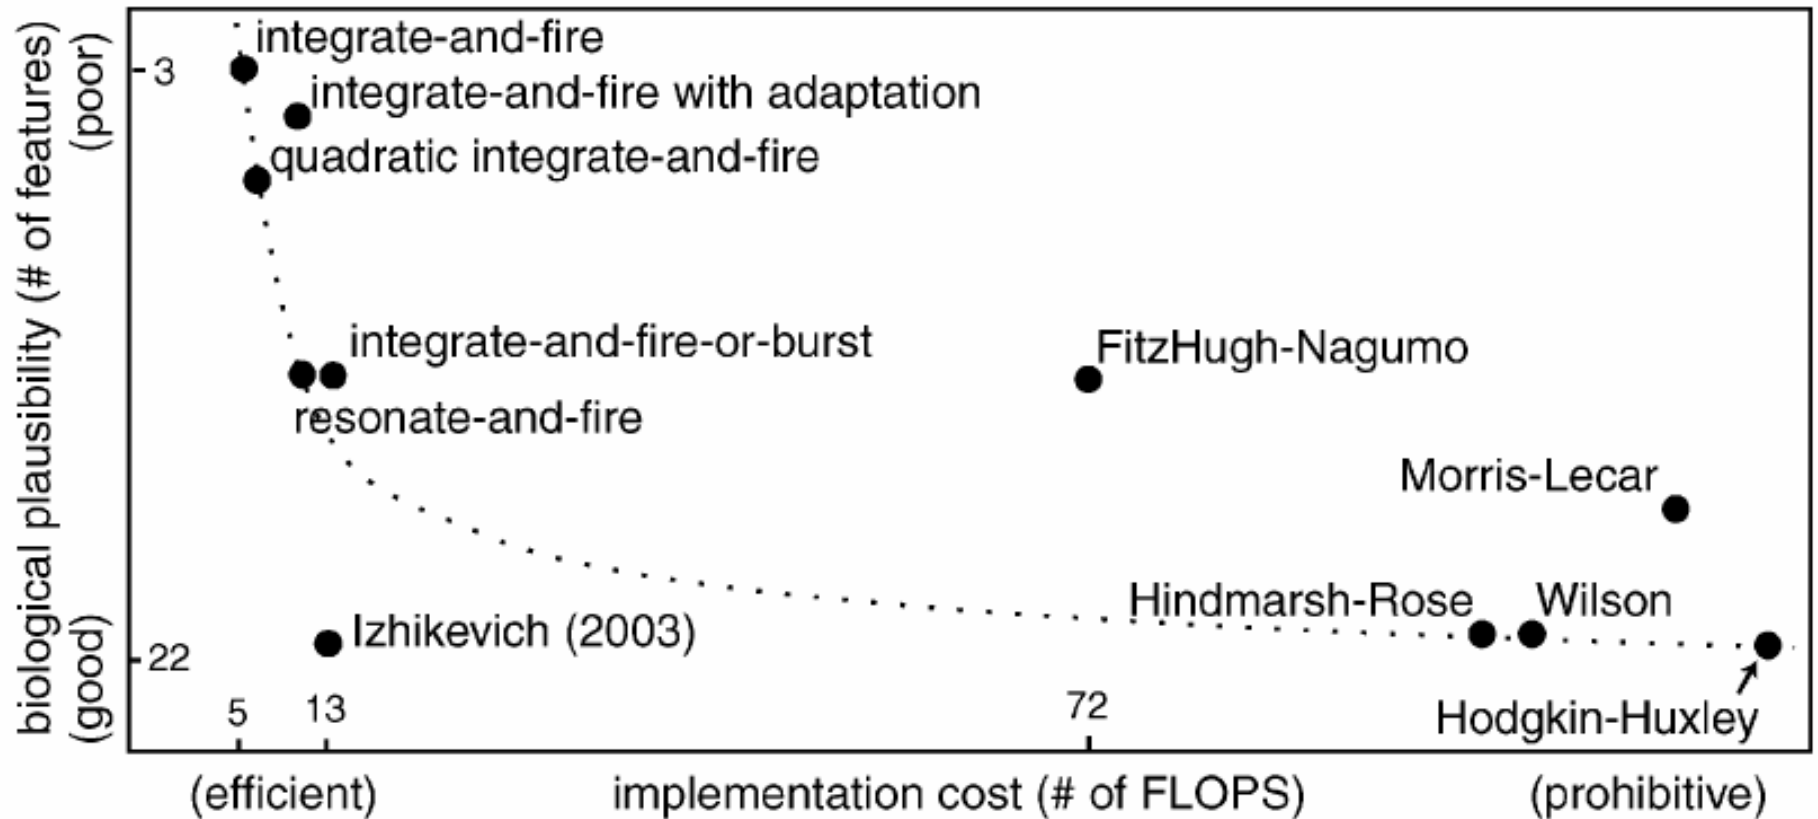 biological plausibility (# of features)
(poor)
(good)
3
22
integrate-and-fire
integrate-and-fire with adaptation
quadratic integrate-and-fire
integrate-and-fire-or-burst
resonate-and-fire
FitzHugh-Nagumo
Morris-Lecar
Hindmarsh-Rose
Wilson
Izhikevich (2003)
Hodgkin-Huxley
5
13
72
(efficient)
implementation cost (# of FLOPS)
(prohibitive)